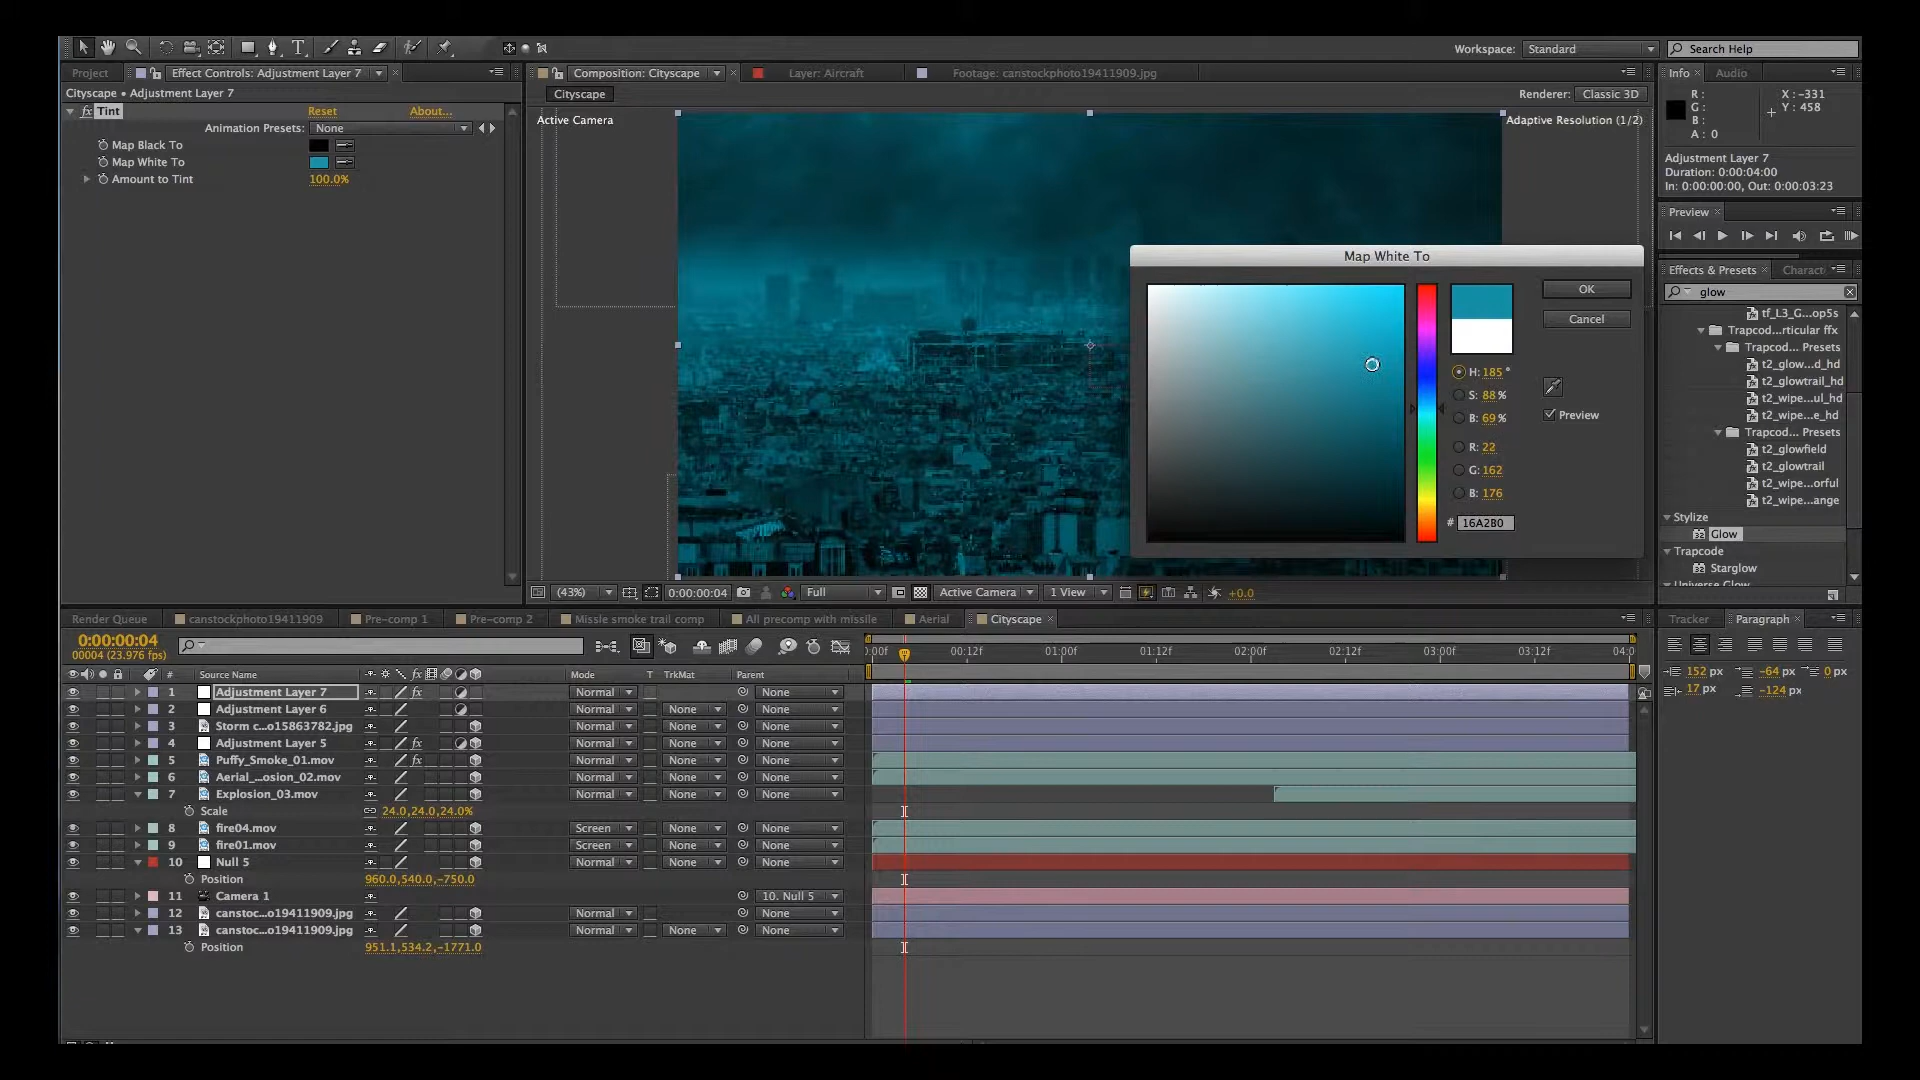 Workspace: Standard
Search Help
Project
Effect Controls: Adjustment Layer 7
Composition: Cityscape
Layer: Aircraft
Footage: canstockphoto19411909.jpg
Info
Audio
Cityscape • Adjustment Layer 7
Cityscape
Renderer: Classic 3D
R :
G :
B :
A : 0
X : -331
Y : 458
fx Tint
Reset
About...
Active Camera
Adaptive Resolution (1/2)
Animation Presets: None
Map Black To
Map White To
Amount to Tint
100.0%
Adjustment Layer 7
Duration: 0:00:04:00
In: 0:00:00:00, Out: 0:00:03:23
Preview
Map White To
OK
Cancel
H: 185 °
S: 88 %
B: 69 %
Preview
R: 22
G: 162
B: 176
# 16A2B0
Effects & Presets
Charact
glow
tf_L3_G...op5s
Trapcod...rticular ffx
Trapcod... Presets
t2_glow...d_hd
t2_glowtrail_hd
t2_wipe...ul_hd
t2_wipe...e_hd
Trapcod... Presets
t2_glowfield
t2_glowtrail
t2_wipe...orful
t2_wipe...ange
Stylize
Glow
Trapcode
Starglow
Universe Glow
(43%)
0:00:00:04
Full
Active Camera
1 View
+0.0
Render Queue
canstockphoto19411909
Pre-comp 1
Pre-comp 2
Missle smoke trail comp
All precomp with missile
Aerial
Cityscape
Tracker
Paragraph
0:00:00:04
00004 (23.976 fps)
0:00f
00:12f
01:00f
01:12f
02:00f
02:12f
03:00f
03:12f
04:0
152 px
-64 px
0 px
17 px
-124 px
#
Source Name
fx
Mode
T TrkMat
Parent
1 Adjustment Layer 7 fx Normal None
2 Adjustment Layer 6 Normal None None
3 Storm c...o15863782.jpg Normal None None
4 Adjustment Layer 5 fx Normal None None
5 Puffy_Smoke_01.mov fx Normal None None
6 Aerial_...osion_02.mov Normal None None
7 Explosion_03.mov Normal None None
Scale 24.0,24.0,24.0%
8 fire04.mov Screen None None
9 fire01.mov Screen None None
10 Null 5 Normal None None
Position 960.0,540.0,-750.0
11 Camera 1 10. Null 5
12 canstoc...o19411909.jpg Normal None
13 canstoc...o19411909.jpg Normal None None
Position 951.1,534.2,-1771.0